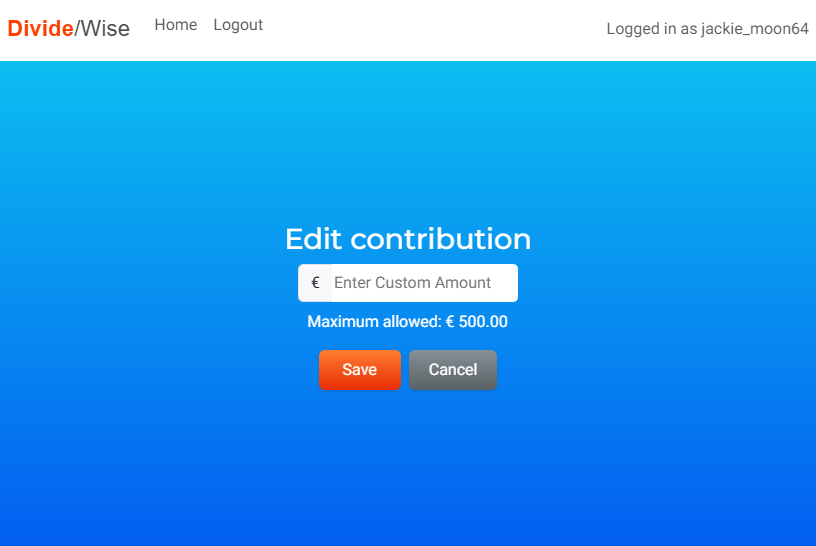 Divide/Wise Home Logout Logged in as jackie_moon64
Edit contribution
€ Enter Custom Amount
Maximum allowed: € 500.00
Save Cancel